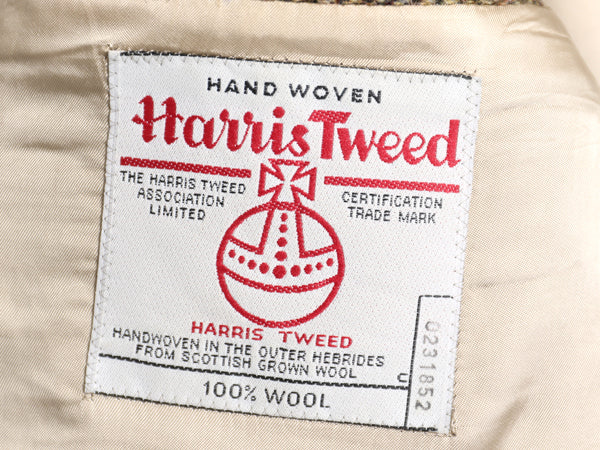 HAND WOVEN
Harris Tweed
THE HARRIS TWEED
ASSOCIATION
LIMITED
CERTIFICATION
TRADE MARK
HARRIS TWEED
HANDWOVEN IN THE OUTER HEBRIDES
FROM SCOTTISH GROWN WOOL
100% WOOL
C
0231852